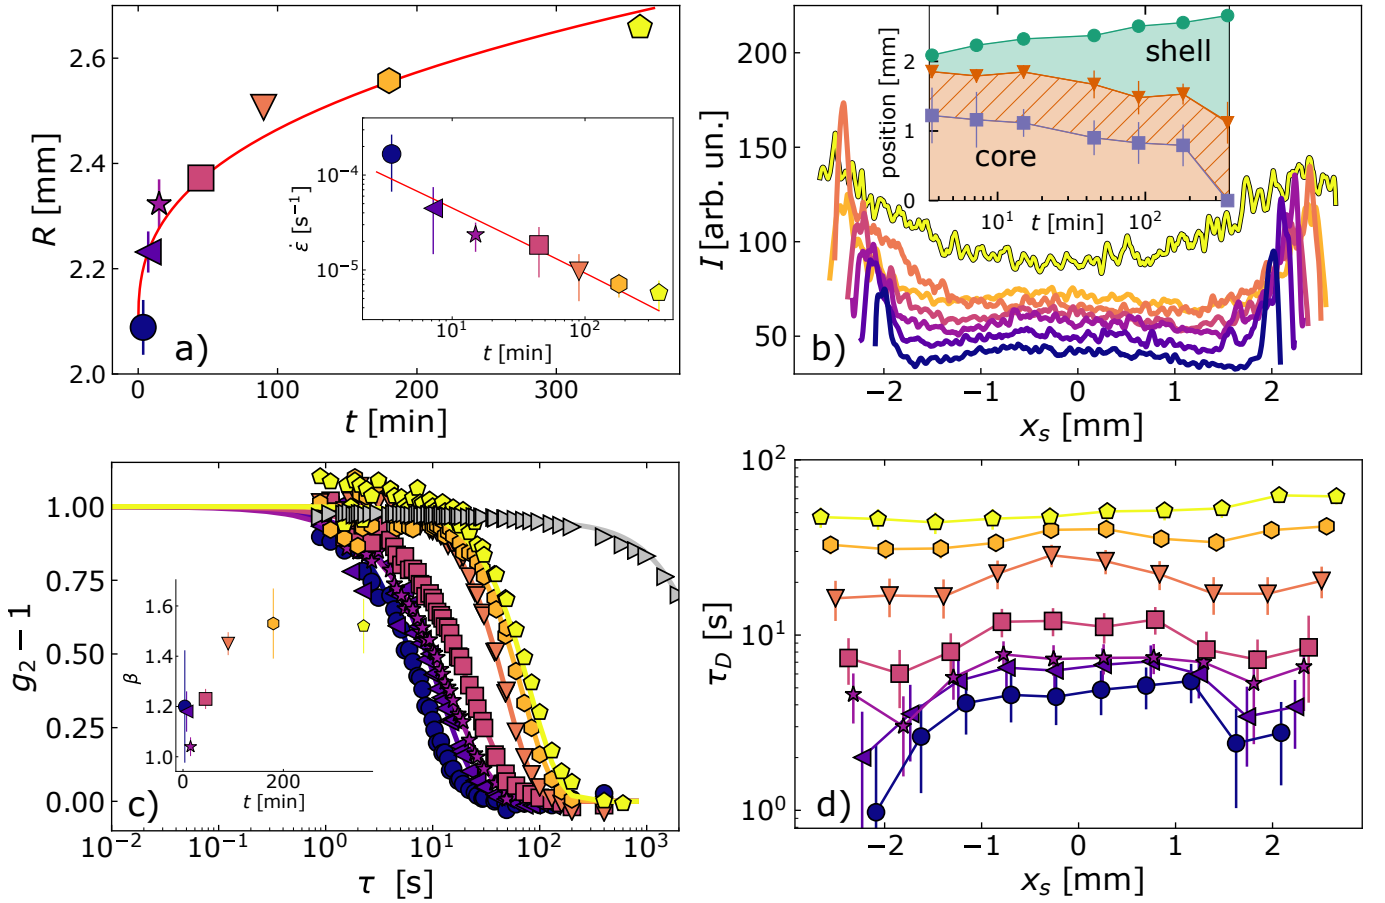 2.6
2.4
2.2
2.0
R [mm]
0
100
200
300
t [min]
a)
10⁻⁴
10⁻⁵
ε̇ [s⁻¹]
10¹
10²
t [min]
200
150
100
50
I [arb. un.]
−2
−1
0
1
2
xₛ [mm]
b)
2
1
0
position [mm]
shell
core
10¹
t [min]
10²
1.00
0.75
0.50
0.25
0.00
g₂ − 1
10⁻²
10⁻¹
10⁰
10¹
10²
10³
τ [s]
c)
1.6
1.4
1.2
1.0
β
0
200
t [min]
10²
10¹
10⁰
τ_D [s]
−2
−1
0
1
2
xₛ [mm]
d)